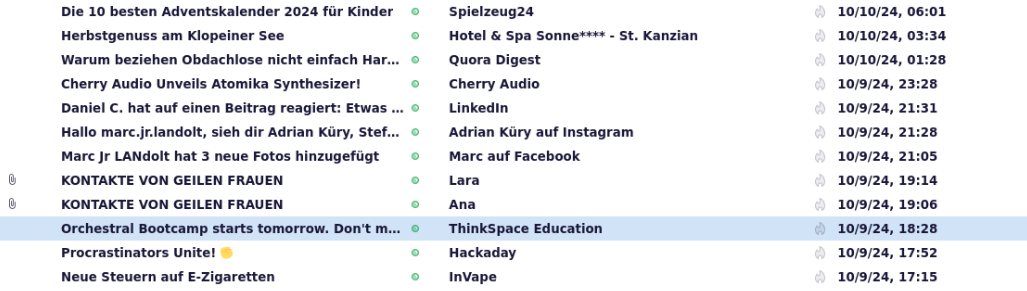 Die 10 besten Adventskalender 2024 für Kinder Spielzeug24 10/10/24, 06:01
Herbstgenuss am Klopeiner See Hotel & Spa Sonne**** - St. Kanzian 10/10/24, 03:34
Warum beziehen Obdachlose nicht einfach Har... Quora Digest 10/10/24, 01:28
Cherry Audio Unveils Atomika Synthesizer! Cherry Audio 10/9/24, 23:28
Daniel C. hat auf einen Beitrag reagiert: Etwas ... LinkedIn 10/9/24, 21:31
Hallo marc.jr.landolt, sieh dir Adrian Küry, Stef... Adrian Küry auf Instagram 10/9/24, 21:28
Marc Jr LANdolt hat 3 neue Fotos hinzugefügt Marc auf Facebook 10/9/24, 21:05
KONTAKTE VON GEILEN FRAUEN Lara 10/9/24, 19:14
KONTAKTE VON GEILEN FRAUEN Ana 10/9/24, 19:06
Orchestral Bootcamp starts tomorrow. Don't m... ThinkSpace Education 10/9/24, 18:28
Procrastinators Unite! ✊ Hackaday 10/9/24, 17:52
Neue Steuern auf E-Zigaretten InVape 10/9/24, 17:15